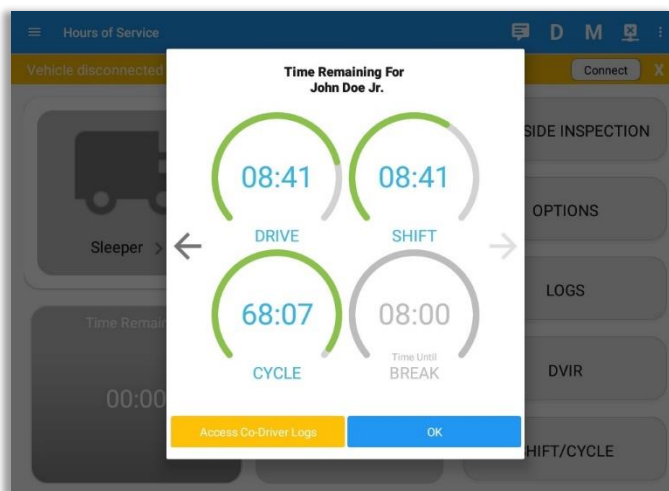 Hours of Service
D M
Vehicle disconnected
Connect X
Time Remaining For
John Doe Jr.
08:41
DRIVE
08:41
SHIFT
68:07
CYCLE
08:00
Time Until
BREAK
Access Co-Driver Logs
OK
Sleeper >
Time Remain
00:00
SIDE INSPECTION
OPTIONS
LOGS
DVIR
HIFT/CYCLE